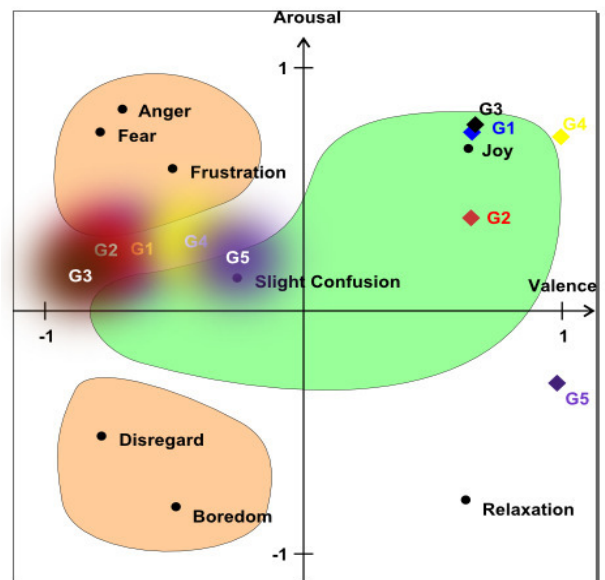 Arousal
1
Anger
Fear
Frustration
G3
G1
G4
Joy
G2
G2 G1 G4
G5
G3
Slight Confusion
Valence
-1
1
G5
Disregard
Boredom
Relaxation
-1